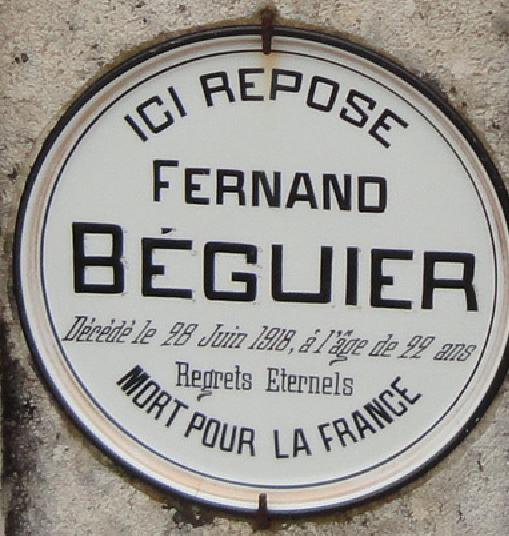 ICI REPOSE
FERNAND
BÉGUIER
Décédé le 28 Juin 1918, à l'âge de 22 ans
Regrets Eternels
MORT POUR LA FRANCE